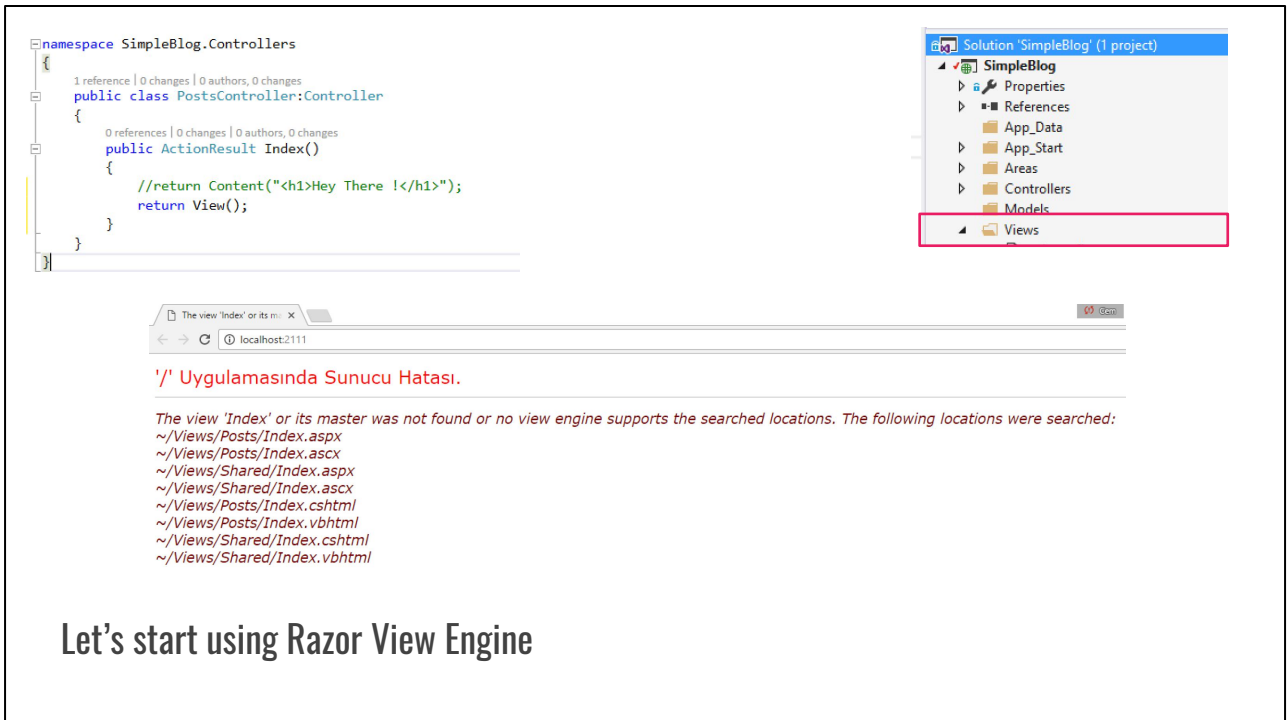 namespace SimpleBlog.Controllers
{
1 reference | 0 changes | 0 authors, 0 changes
public class PostsController:Controller
{
0 references | 0 changes | 0 authors, 0 changes
public ActionResult Index()
{
//return Content("<h1>Hey There !</h1>");
return View();
}
}
}
Solution 'SimpleBlog' (1 project)
SimpleBlog
Properties
References
App_Data
App_Start
Areas
Controllers
Models
Views
The view 'Index' or its ma
Cem
localhost:2111
'/' Uygulamasında Sunucu Hatası.
The view 'Index' or its master was not found or no view engine supports the searched locations. The following locations were searched:
~/Views/Posts/Index.aspx
~/Views/Posts/Index.ascx
~/Views/Shared/Index.aspx
~/Views/Shared/Index.ascx
~/Views/Posts/Index.cshtml
~/Views/Posts/Index.vbhtml
~/Views/Shared/Index.cshtml
~/Views/Shared/Index.vbhtml
Let’s start using Razor View Engine